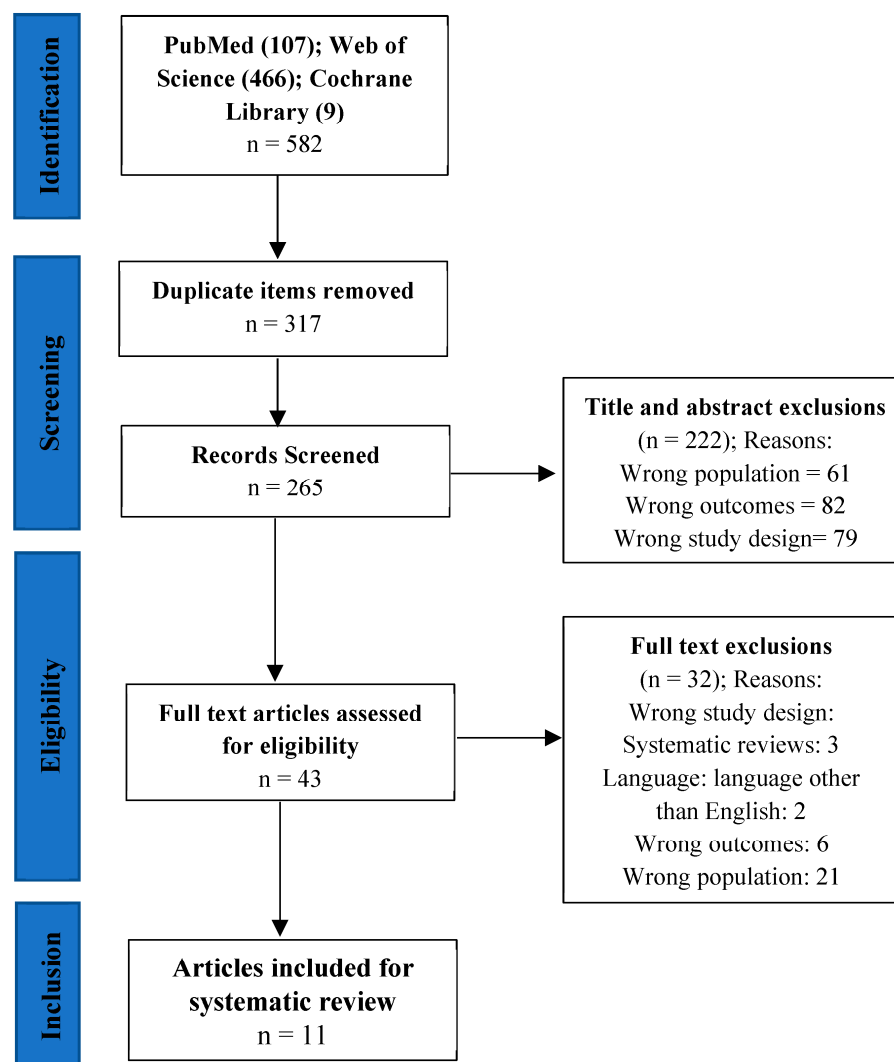 Identification
PubMed (107); Web of
Science (466); Cochrane
Library (9)
n = 582
Screening
Duplicate items removed
n = 317
Records Screened
n = 265
Title and abstract exclusions
(n = 222); Reasons:
Wrong population = 61
Wrong outcomes = 82
Wrong study design= 79
Eligibility
Full text articles assessed
for eligibility
n = 43
Full text exclusions
(n = 32); Reasons:
Wrong study design:
Systematic reviews: 3
Language: language other
than English: 2
Wrong outcomes: 6
Wrong population: 21
Inclusion
Articles included for
systematic review
n = 11